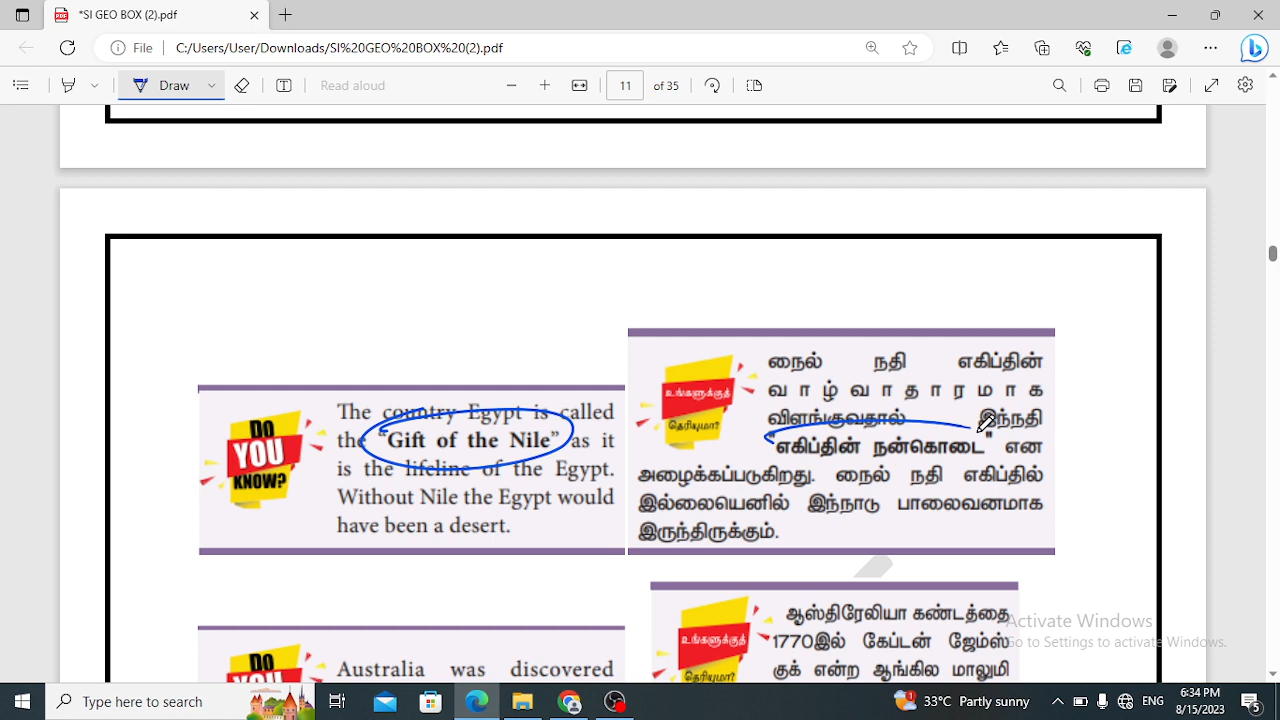 *SI GEO BOX (2).pdf
File
C:/Users/User/Downloads/SI%20GEO%20BOX%20(2).pdf
Draw
Read aloud
11
of 35
DO
YOU
KNOW?
The country Egypt is called
the “Gift of the Nile” as it
is the lifeline of the Egypt.
Without Nile the Egypt would
have been a desert.
உங்களுக்குத்
தெரியுமா?
நைல் நதி எகிப்தின்
வாழ்வாதாரமாக
விளங்குவதால் இந்நதி
"எகிப்தின் நன்கொடை" என
அழைக்கப்படுகிறது. நைல் நதி எகிப்தில்
இல்லையெனில் இந்நாடு பாலைவனமாக
இருந்திருக்கும்.
DO
YOU
Australia was discovered
உங்களுக்குத்
தெரியுமா?
ஆஸ்திரேலியா கண்டத்தை
1770இல் கேப்டன் ஜேம்ஸ்
குக் என்ற ஆங்கில மாலுமி
Activate Windows
Go to Settings to activate Windows.
Type here to search
1
33°C Partly sunny
ENG
6:34 PM
8/15/2023
5